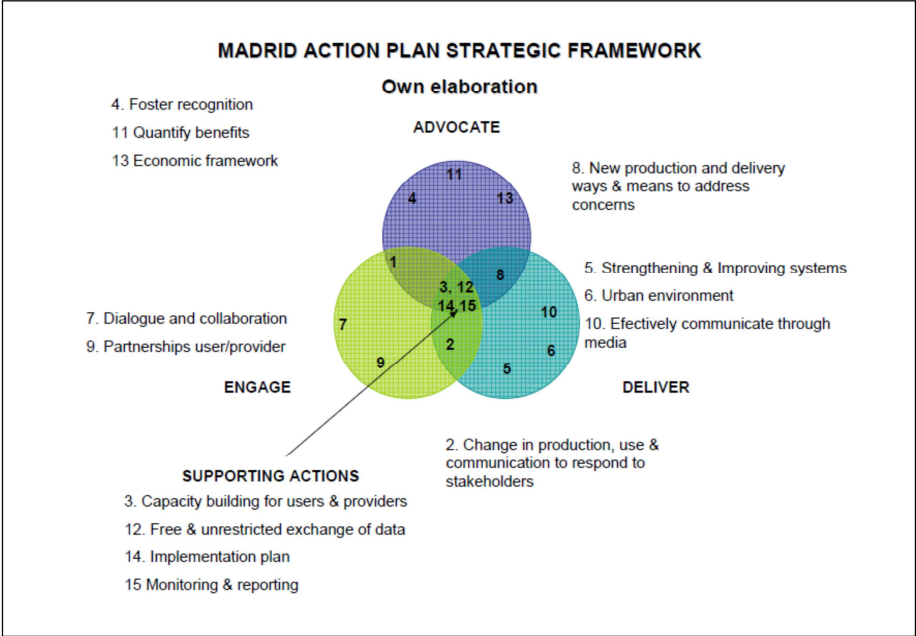 MADRID ACTION PLAN STRATEGIC FRAMEWORK
Own elaboration
4. Foster recognition
11 Quantify benefits
13 Economic framework
ADVOCATE
8. New production and delivery
ways & means to address
concerns
11
4
13
1
8
3, 12
14, 15
7
10
2
6
9
5
5. Strengthening & Improving systems
6. Urban environment
10. Efectively communicate through
media
7. Dialogue and collaboration
9. Partnerships user/provider
ENGAGE
DELIVER
2. Change in production, use &
communication to respond to
stakeholders
SUPPORTING ACTIONS
3. Capacity building for users & providers
12. Free & unrestricted exchange of data
14. Implementation plan
15 Monitoring & reporting